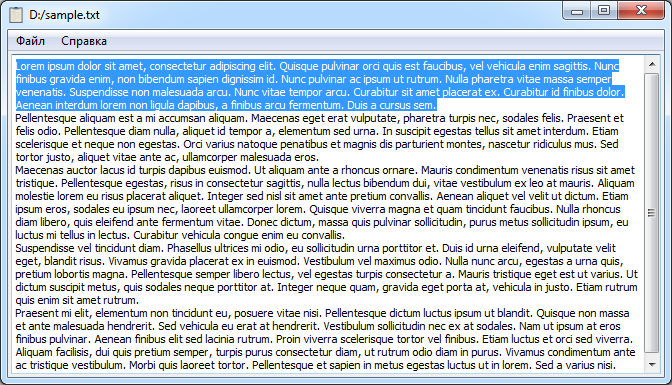 D:/sample.txt
Файл Справка
Lorem ipsum dolor sit amet, consectetur adipiscing elit. Quisque pulvinar orci quis est faucibus, vel vehicula enim sagittis. Nunc
finibus gravida enim, non bibendum sapien dignissim id. Nunc pulvinar ac ipsum ut rutrum. Nulla pharetra vitae massa semper
venenatis. Suspendisse non malesuada arcu. Nunc vitae tempor arcu. Curabitur sit amet placerat ex. Curabitur id finibus dolor.
Aenean interdum lorem non ligula dapibus, a finibus arcu fermentum. Duis a cursus sem.
Pellentesque aliquam est a mi accumsan aliquam. Maecenas eget erat vulputate, pharetra turpis nec, sodales felis. Praesent et
felis odio. Pellentesque diam nulla, aliquet id tempor a, elementum sed urna. In suscipit egestas tellus sit amet interdum. Etiam
scelerisque et neque non egestas. Orci varius natoque penatibus et magnis dis parturient montes, nascetur ridiculus mus. Sed
tortor justo, aliquet vitae ante ac, ullamcorper malesuada eros.
Maecenas auctor lacus id turpis dapibus euismod. Ut aliquam ante a rhoncus ornare. Mauris condimentum venenatis risus sit amet
tristique. Pellentesque egestas, risus in consectetur sagittis, nulla lectus bibendum dui, vitae vestibulum ex leo at mauris. Aliquam
molestie lorem eu risus placerat aliquet. Integer sed nisl sit amet ante pretium convallis. Aenean aliquet vel velit ut dictum. Etiam
ipsum eros, sodales eu ipsum nec, laoreet ullamcorper lorem. Quisque viverra magna et quam tincidunt faucibus. Nulla rhoncus
diam libero, quis eleifend ante fermentum vitae. Donec dictum, massa quis pulvinar sollicitudin, purus metus sollicitudin ipsum, eu
luctus mi tellus in lectus. Curabitur vehicula congue enim eu convallis.
Suspendisse vel tincidunt diam. Phasellus ultrices mi odio, eu sollicitudin urna porttitor et. Duis id urna eleifend, vulputate velit
eget, blandit risus. Vivamus gravida placerat ex in euismod. Vestibulum vel maximus odio. Nulla nunc arcu, egestas a urna quis,
pretium lobortis magna. Pellentesque semper libero lectus, vel egestas turpis consectetur a. Mauris tristique eget est ut varius. Ut
dictum suscipit metus, quis sodales neque porttitor at. Integer neque quam, gravida eget porta at, vehicula in justo. Etiam rutrum
quis enim sit amet rutrum.
Praesent mi elit, elementum non tincidunt eu, posuere vitae nisi. Pellentesque dictum luctus ipsum ut blandit. Quisque non massa
et ante malesuada hendrerit. Sed vehicula eu erat at hendrerit. Vestibulum sollicitudin nec ex at sodales. Nam ut ipsum at eros
finibus pulvinar. Aenean finibus elit sed lacinia rutrum. Proin viverra scelerisque tortor vel finibus. Etiam luctus et orci sed viverra.
Aliquam facilisis, dui quis pretium semper, turpis purus consectetur diam, ut rutrum odio diam in purus. Vivamus condimentum ante
ac tristique vestibulum. Morbi quis laoreet tortor. Pellentesque et sapien in metus egestas luctus ut in lorem. Sed a varius nisi.